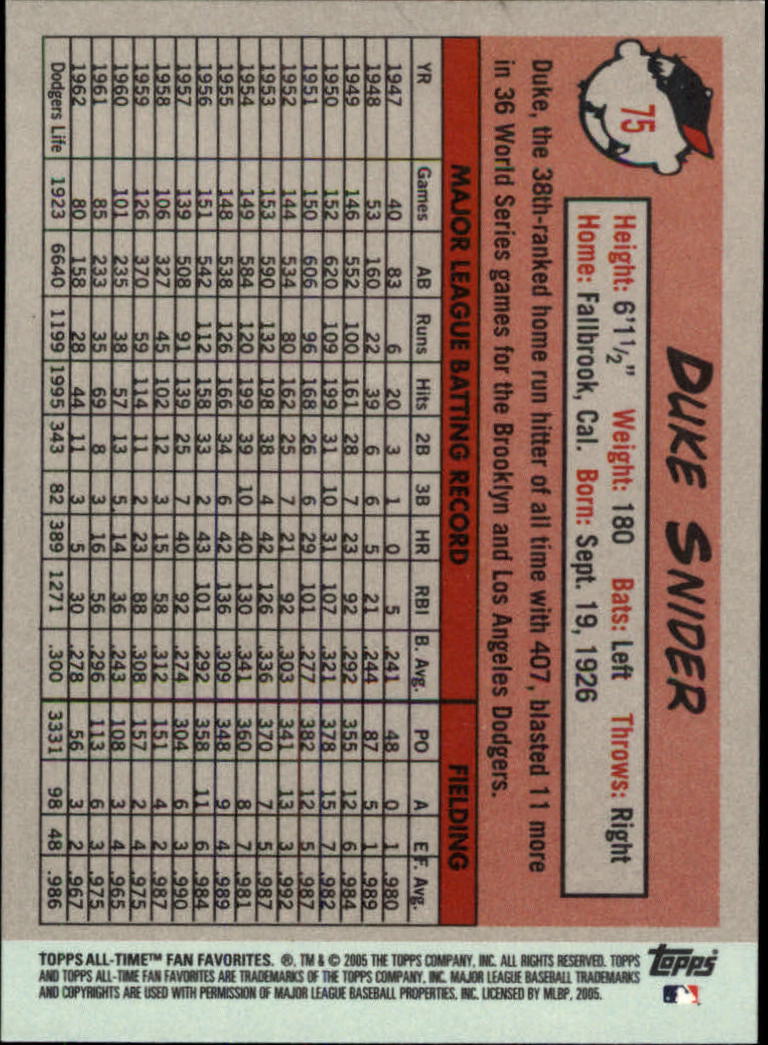 75
DUKE SNIDER
Height: 6'1 1/2" Weight: 180 Bats: Left Throws: Right
Home: Fallbrook, Cal. Born: Sept. 19, 1926
Duke, the 38th-ranked home run hitter of all time with 407, blasted 11 more
in 36 World Series games for the Brooklyn and Los Angeles Dodgers.
MAJOR LEAGUE BATTING RECORD FIELDING
YR Games AB Runs Hits 2B 3B HR RBI B. Avg. PO A E F. Avg.
1947 40 83 6 20 3 1 0 5 .241 48 0 1 .980
1948 53 160 22 39 6 6 5 21 .244 87 5 1 .989
1949 146 552 100 161 28 7 23 92 .292 355 12 6 .984
1950 152 620 109 199 31 10 31 107 .321 378 15 7 .982
1951 150 606 96 168 26 6 29 101 .277 382 12 5 .987
1952 144 534 80 162 25 7 21 92 .303 341 13 3 .992
1953 153 590 132 198 38 4 42 126 .336 370 7 5 .987
1954 149 584 120 199 39 10 40 130 .341 360 8 7 .981
1955 148 538 126 166 34 6 42 136 .309 348 9 4 .989
1956 151 542 112 158 33 2 43 101 .292 358 11 6 .984
1957 139 508 91 139 25 7 40 92 .274 304 6 3 .990
1958 106 327 45 102 12 3 15 58 .312 151 4 2 .987
1959 126 370 59 114 11 2 23 88 .308 157 2 4 .975
1960 101 235 38 57 13 5 14 36 .243 108 3 4 .965
1961 85 233 35 69 8 3 16 56 .296 113 6 3 .975
1962 80 158 28 44 11 3 5 30 .278 56 3 2 .967
Dodgers Life 1923 6640 1199 1995 343 82 389 1271 .300 3331 98 48 .986
Topps
TOPPS ALL-TIME™ FAN FAVORITES. ®, TM & © 2005 THE TOPPS COMPANY, INC. ALL RIGHTS RESERVED. TOPPS
AND TOPPS ALL-TIME FAN FAVORITES ARE TRADEMARKS OF THE TOPPS COMPANY, INC. MAJOR LEAGUE BASEBALL TRADEMARKS
AND COPYRIGHTS ARE USED WITH PERMISSION OF MAJOR LEAGUE BASEBALL PROPERTIES, INC. LICENSED BY MLBP, 2005.